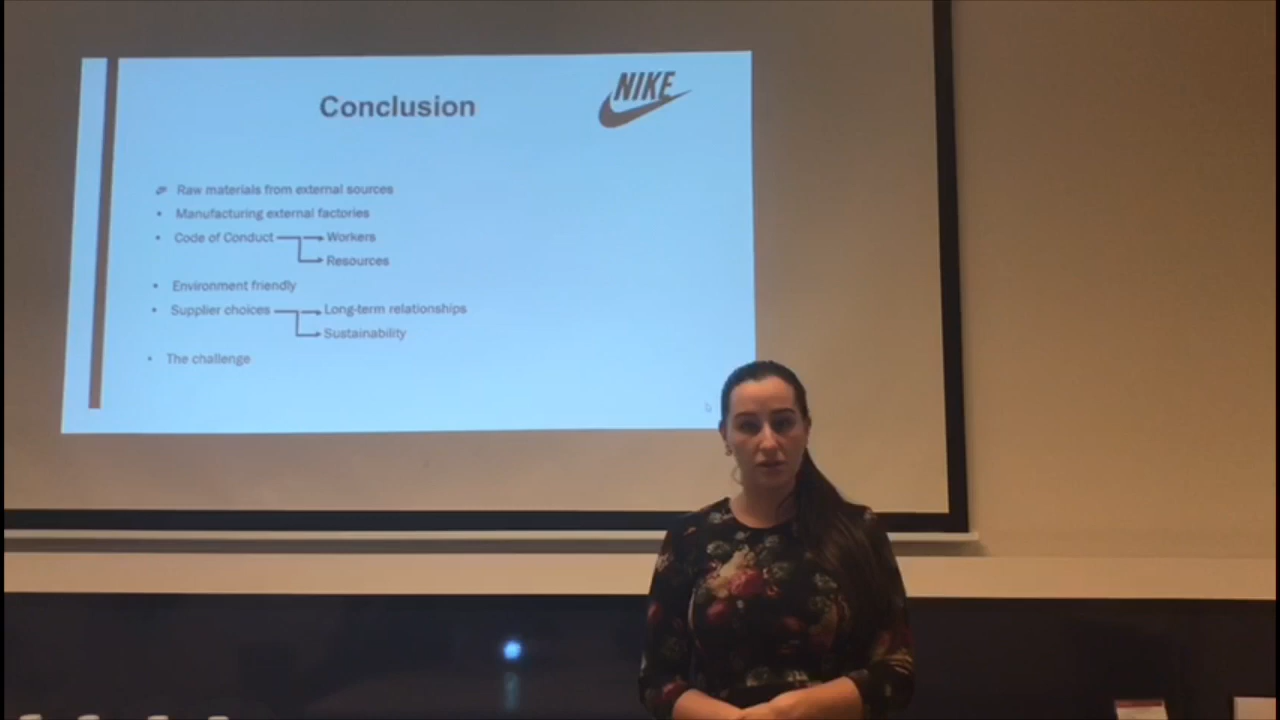 NIKE
Conclusion
Raw materials from external sources
• Manufacturing external factories
• Code of Conduct Workers
Resources
• Environment friendly
• Supplier choices Long-term relationships
Sustainability
• The challenge